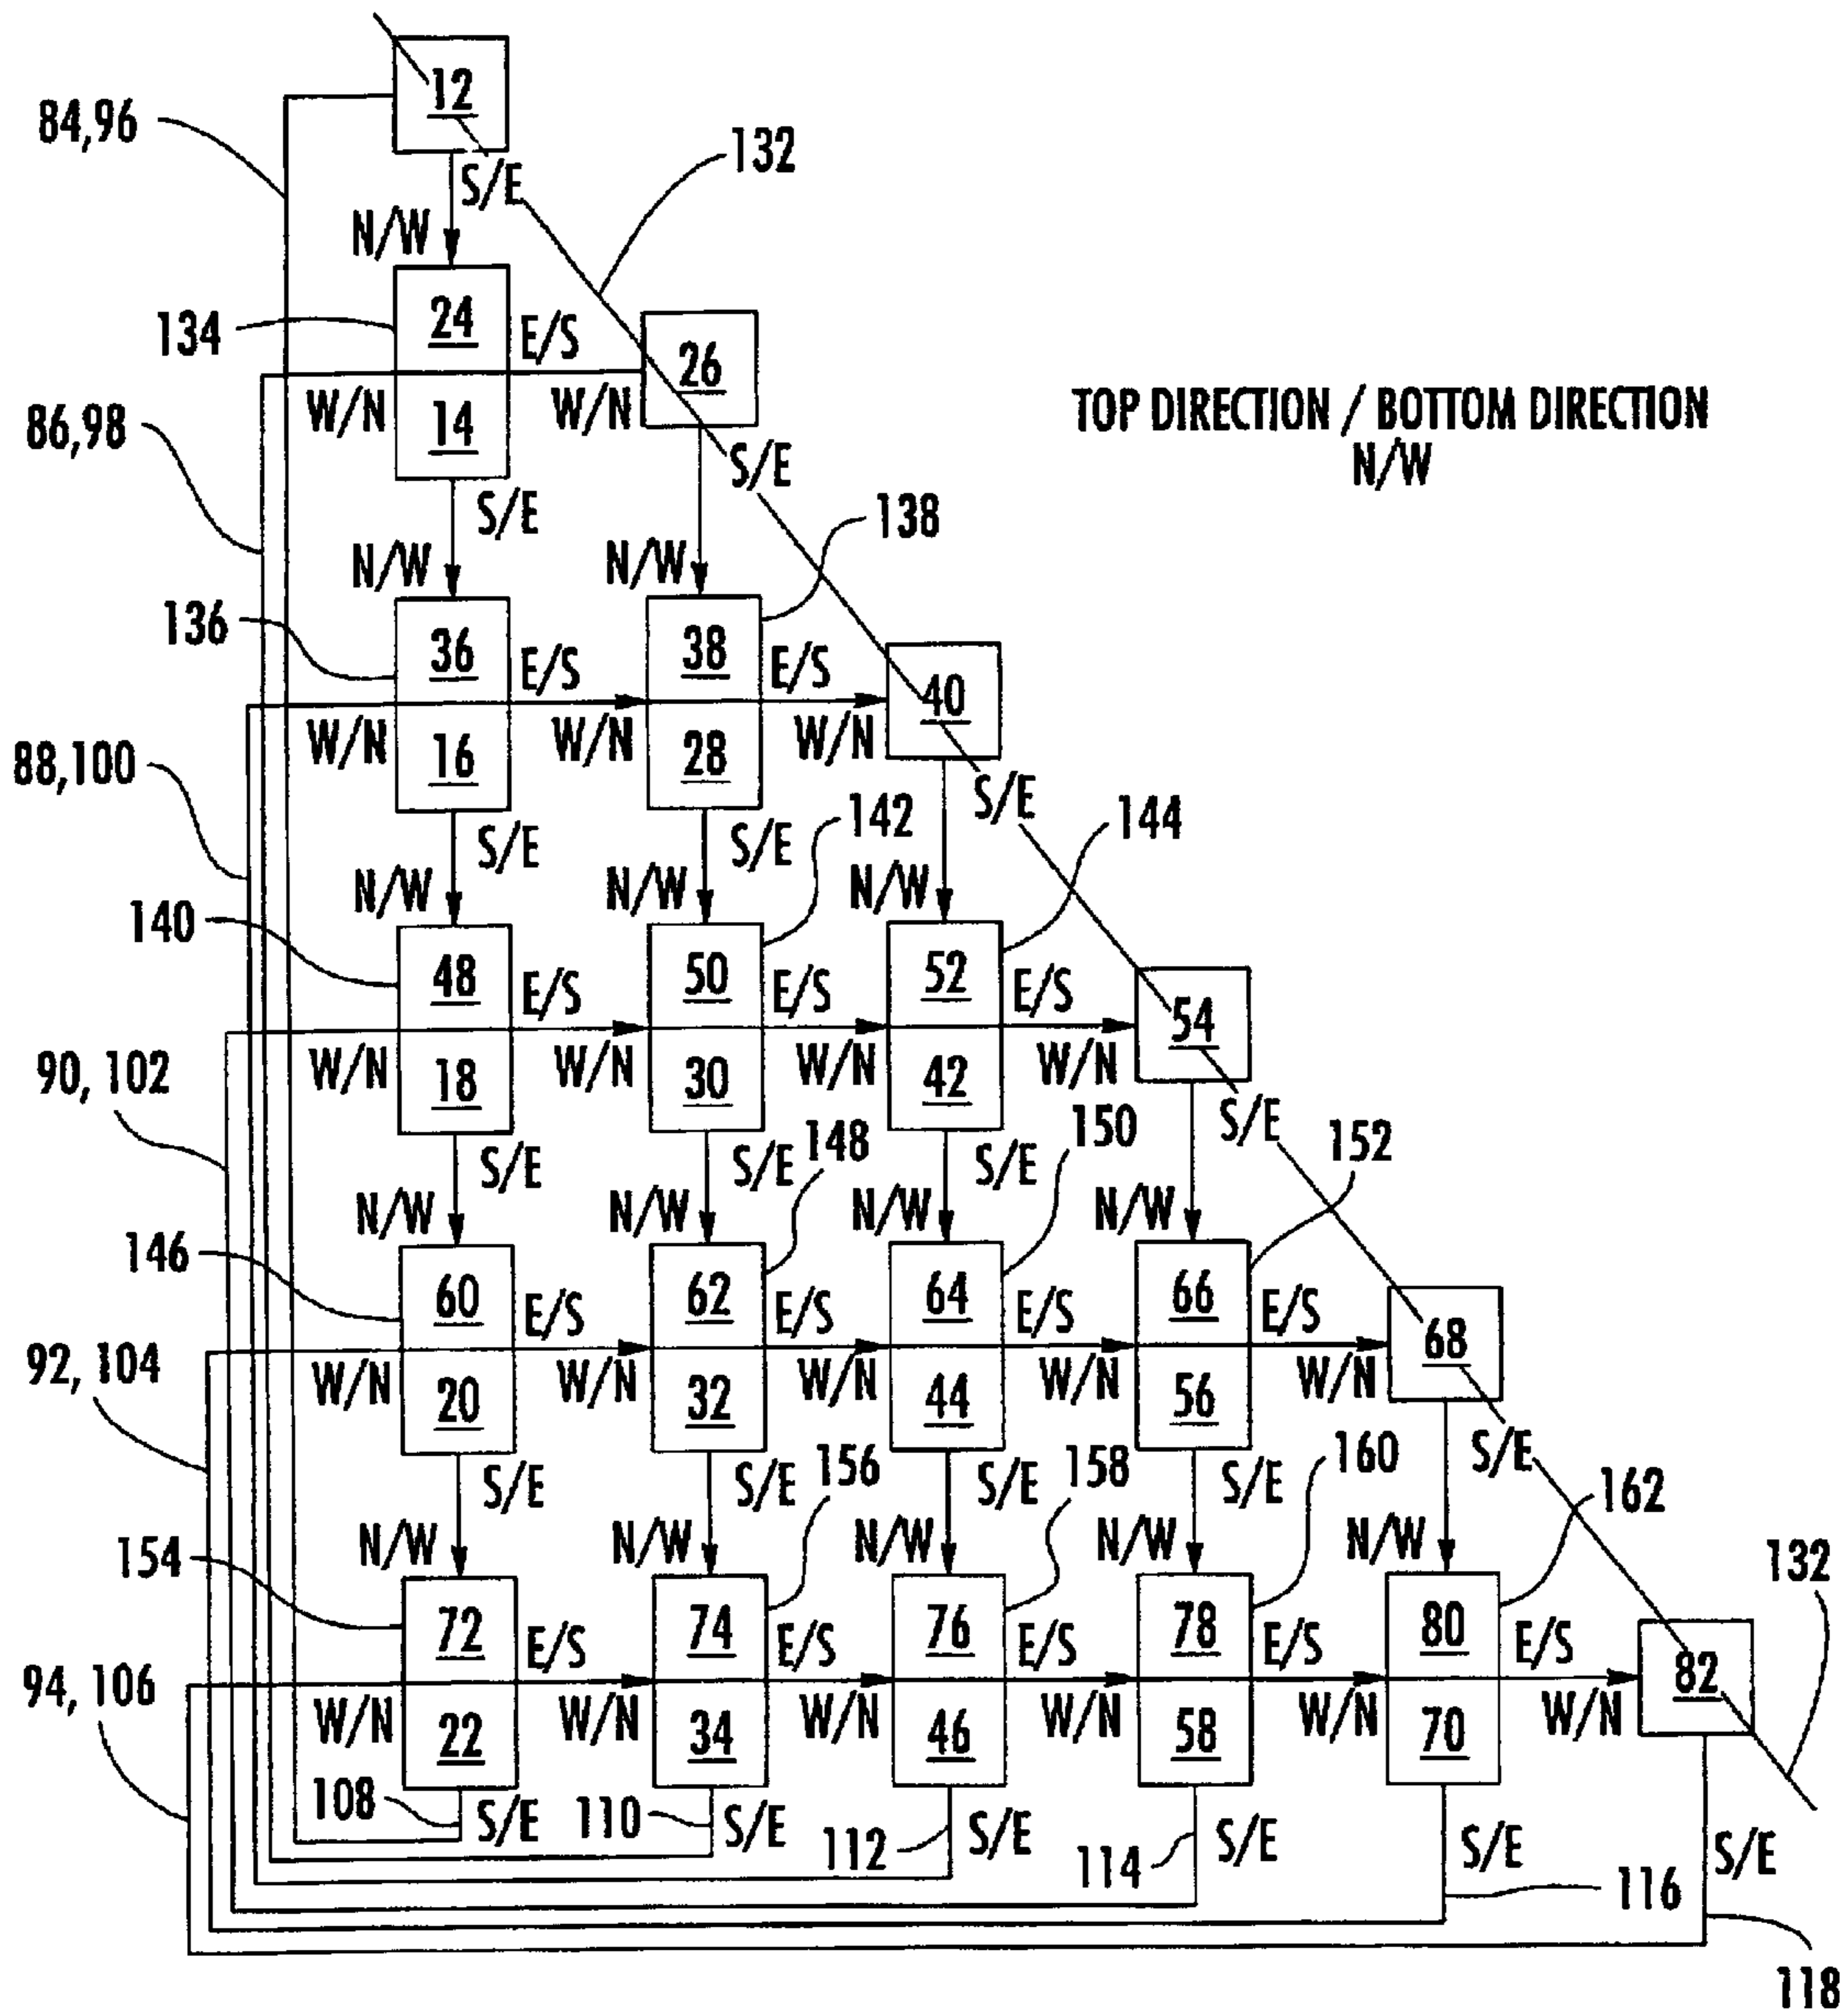 12
84,96
132
S/E
N/W
24
134
E/S
26
W/N
14
W/N
TOP DIRECTION / BOTTOM DIRECTION
N/W
86,98
S/E
S/E
138
N/W
N/W
136
36
E/S
38
E/S
40
W/N
16
W/N
28
W/N
88,100
S/E
142
S/E
S/E
144
N/W
N/W
N/W
140
48
E/S
50
E/S
52
E/S
54
90, 102
W/N
18
W/N
30
W/N
42
W/N
S/E
148
S/E
S/E
150
S/E
152
N/W
N/W
N/W
N/W
146
60
E/S
62
E/S
64
E/S
66
E/S
68
92, 104
W/N
20
W/N
32
W/N
44
W/N
56
W/N
S/E
156
S/E
158
S/E
160
S/E
S/E
162
N/W
N/W
N/W
N/W
N/W
154
132
72
E/S
74
E/S
76
E/S
78
E/S
80
E/S
82
94, 106
W/N
22
W/N
34
W/N
46
W/N
58
W/N
70
W/N
108
S/E
110
S/E
112
S/E
114
S/E
S/E
S/E
116
118